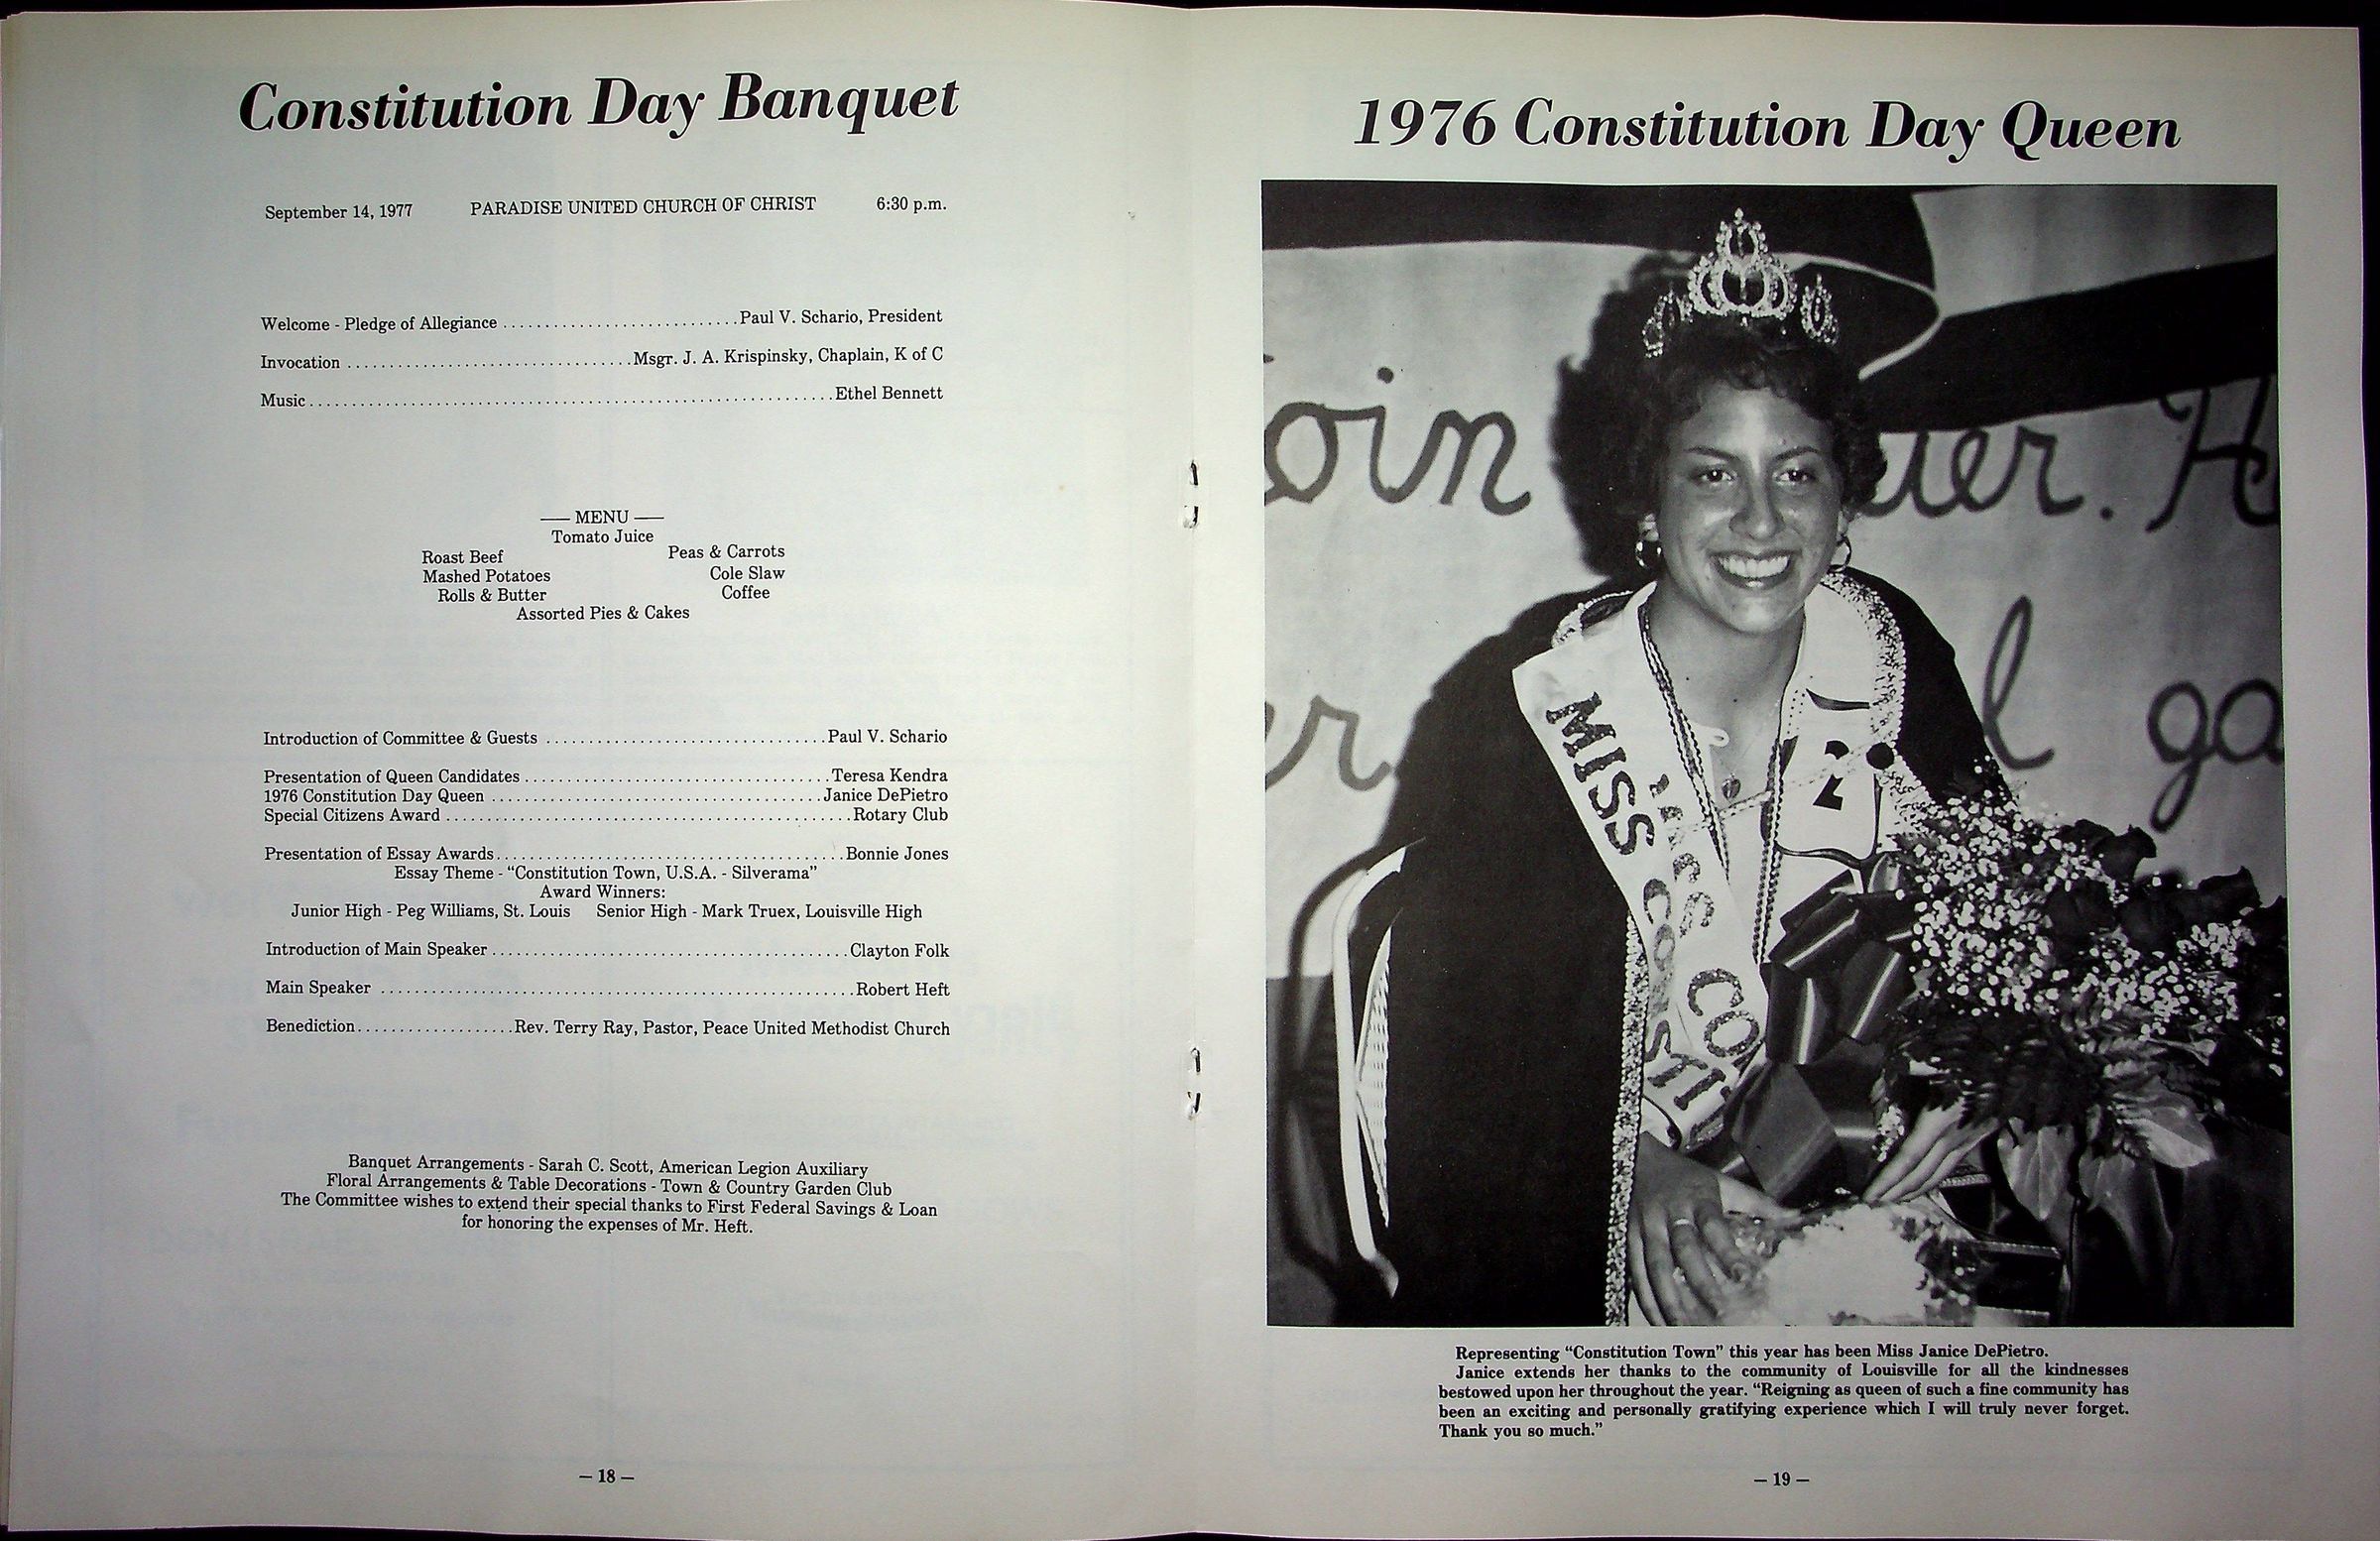 Constitution Day Banquet
September 14, 1977 PARADISE UNITED CHURCH OF CHRIST 6:30 p.m.
Welcome - Pledge of Allegiance ............................Paul V. Schario, President
Invocation ..................................Msgr. J. A. Krispinsky, Chaplain, K of C
Music..............................................................Ethel Bennett
— MENU —
Tomato Juice
Roast Beef Peas & Carrots
Mashed Potatoes Cole Slaw
Rolls & Butter Coffee
Assorted Pies & Cakes
Introduction of Committee & Guests .................................Paul V. Schario
Presentation of Queen Candidates....................................Teresa Kendra
1976 Constitution Day Queen .......................................Janice DePietro
Special Citizens Award ................................................Rotary Club
Presentation of Essay Awards.........................................Bonnie Jones
Essay Theme - “Constitution Town, U.S.A. - Silverama”
Award Winners:
Junior High - Peg Williams, St. Louis Senior High - Mark Truex, Louisville High
Introduction of Main Speaker ..........................................Clayton Folk
Main Speaker ........................................................Robert Heft
Benediction...................Rev. Terry Ray, Pastor, Peace United Methodist Church
Banquet Arrangements - Sarah C. Scott, American Legion Auxiliary
Floral Arrangements & Table Decorations - Town & Country Garden Club
The Committee wishes to extend their special thanks to First Federal Savings & Loan
for honoring the expenses of Mr. Heft.
— 18 —
1976 Constitution Day Queen
oin
er. H
l ga
MISS CONSTITU
MISS CO
Representing “Constitution Town” this year has been Miss Janice DePietro.
Janice extends her thanks to the community of Louisville for all the kindnesses
bestowed upon her throughout the year. “Reigning as queen of such a fine community has
been an exciting and personally gratifying experience which I will truly never forget.
Thank you so much.”
— 19 —